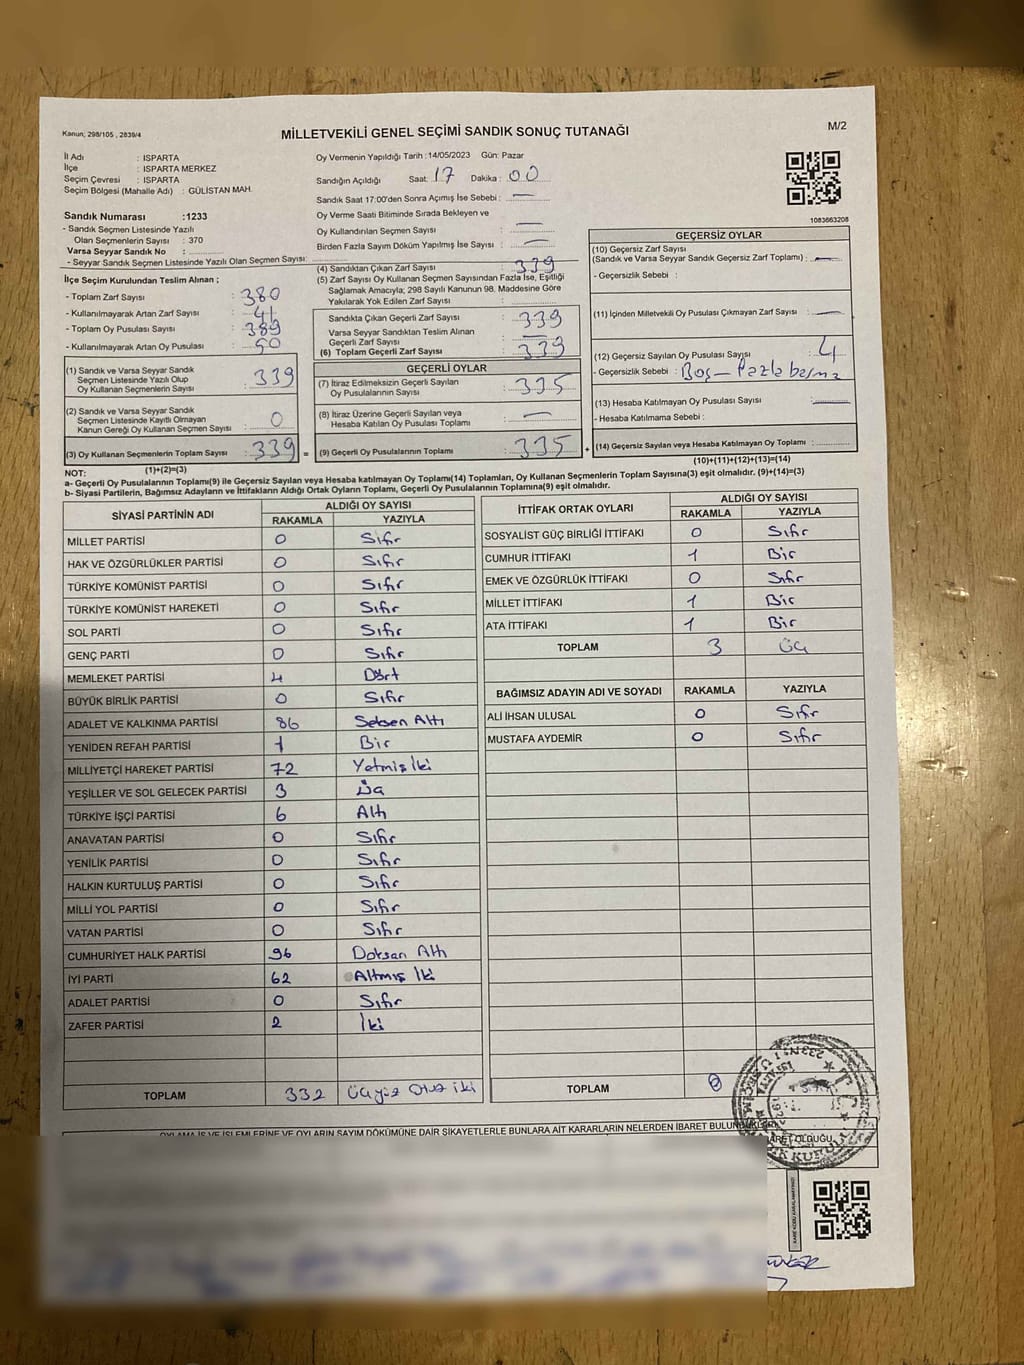 Kanun; 298/105 , 2839/4
MİLLETVEKİLİ GENEL SEÇİMİ SANDIK SONUÇ TUTANAĞI
M/2
İl Adı : ISPARTA
İlçe : ISPARTA MERKEZ
Seçim Çevresi : ISPARTA
Seçim Bölgesi (Mahalle Adı) : GÜLİSTAN MAH.
Sandık Numarası :1233
- Sandık Seçmen Listesinde Yazılı
Olan Seçmenlerin Sayısı : 370
Varsa Seyyar Sandık No :
- Seyyar Sandık Seçmen Listesinde Yazılı Olan Seçmen Sayısı:
Oy Vermenin Yapıldığı Tarih :14/05/2023 Gün: Pazar
Sandığın Açıldığı Saat: 17 Dakika : 00
Sandık Saat 17:00'den Sonra Açımış İse Sebebi : —
Oy Verme Saati Bitiminde Sırada Bekleyen ve
Oy Kullandırılan Seçmen Sayısı : —
Birden Fazla Sayım Döküm Yapılmış İse Sayısı : —
1083663208
İlçe Seçim Kurulundan Teslim Alınan ;
- Toplam Zarf Sayısı : 380
- Kullanılmayarak Artan Zarf Sayısı : 41
- Toplam Oy Pusulası Sayısı : 389
- Kullanılmayarak Artan Oy Pusulası : 50
(4) Sandıktan Çıkan Zarf Sayısı : 339
(5) Zarf Sayısı Oy Kullanan Seçmen Sayısından Fazla İse, Eşitliği
Sağlamak Amacıyla; 298 Sayılı Kanunun 98. Maddesine Göre
Yakılarak Yok Edilen Zarf Sayısı :
Sandıkta Çıkan Geçerli Zarf Sayısı : 339
Varsa Seyyar Sandıktan Teslim Alınan
Geçerli Zarf Sayısı : —
(6) Toplam Geçerli Zarf Sayısı : 339
GEÇERSİZ OYLAR
(10) Geçersiz Zarf Sayısı
(Sandık ve Varsa Seyyar Sandık Geçersiz Zarf Toplamı) : —
- Geçersizlik Sebebi :
(11) İçinden Milletvekili Oy Pusulası Çıkmayan Zarf Sayısı : —
(12) Geçersiz Sayılan Oy Pusulası Sayısı : 4
- Geçersizlik Sebebi : Boş – Fazla basma
(13) Hesaba Katılmayan Oy Pusulası Sayısı : —
- Hesaba Katılmama Sebebi :
(14) Geçersiz Sayılan veya Hesaba Katılmayan Oy Toplamı :
(10)+(11)+(12)+(13)=(14)
(1) Sandık ve Varsa Seyyar Sandık
Seçmen Listesinde Yazılı Olup
Oy Kullanan Seçmenlerin Sayısı : 339
(2) Sandık ve Varsa Seyyar Sandık
Seçmen Listesinde Kayıtlı Olmayan
Kanun Gereği Oy Kullanan Seçmen Sayısı : 0
(3) Oy Kullanan Seçmenlerin Toplam Sayısı : 339 =
(1)+(2)=(3)
GEÇERLİ OYLAR
(7) İtiraz Edilmeksizin Geçerli Sayılan
Oy Pusulalarının Sayısı : 335
(8) İtiraz Üzerine Geçerli Sayılan veya
Hesaba Katılan Oy Pusulası Toplamı : —
(9) Geçerli Oy Pusulalarının Toplamı : 335 +
NOT:
a- Geçerli Oy Pusulalarının Toplamı(9) ile Geçersiz Sayılan veya Hesaba katılmayan Oy Toplamı(14) Toplamları, Oy Kullanan Seçmenlerin Toplam Sayısına(3) eşit olmalıdır. (9)+(14)=(3)
b- Siyasi Partilerin, Bağımsız Adayların ve İttifakların Aldığı Ortak Oyların Toplamı, Geçerli Oy Pusulalarının Toplamına(9) eşit olmalıdır.
SİYASİ PARTİNİN ADI ALDIĞI OY SAYISI
RAKAMLA YAZIYLA
MİLLET PARTİSİ 0 Sıfır
HAK VE ÖZGÜRLÜKLER PARTİSİ 0 Sıfır
TÜRKİYE KOMÜNİST PARTİSİ 0 Sıfır
TÜRKİYE KOMÜNİST HAREKETİ 0 Sıfır
SOL PARTİ 0 Sıfır
GENÇ PARTİ 0 Sıfır
MEMLEKET PARTİSİ 4 Dört
BÜYÜK BİRLİK PARTİSİ 0 Sıfır
ADALET VE KALKINMA PARTİSİ 86 Seksen Altı
YENİDEN REFAH PARTİSİ 1 Bir
MİLLİYETÇİ HAREKET PARTİSİ 72 Yetmiş İki
YEŞİLLER VE SOL GELECEK PARTİSİ 3 Üç
TÜRKİYE İŞÇİ PARTİSİ 6 Altı
ANAVATAN PARTİSİ 0 Sıfır
YENİLİK PARTİSİ 0 Sıfır
HALKIN KURTULUŞ PARTİSİ 0 Sıfır
MİLLİ YOL PARTİSİ 0 Sıfır
VATAN PARTİSİ 0 Sıfır
CUMHURİYET HALK PARTİSİ 96 Doksan Altı
İYİ PARTİ 62 Altmış İki
ADALET PARTİSİ 0 Sıfır
ZAFER PARTİSİ 2 İki
TOPLAM 332 Üçyüz Otuz iki
İTTİFAK ORTAK OYLARI ALDIĞI OY SAYISI
RAKAMLA YAZIYLA
SOSYALİST GÜÇ BİRLİĞİ İTTİFAKI 0 Sıfır
CUMHUR İTTİFAKI 1 Bir
EMEK VE ÖZGÜRLÜK İTTİFAKI 0 Sıfır
MİLLET İTTİFAKI 1 Bir
ATA İTTİFAKI 1 Bir
TOPLAM 3 Üç
BAĞIMSIZ ADAYIN ADI VE SOYADI RAKAMLA YAZIYLA
ALİ İHSAN ULUSAL 0 Sıfır
MUSTAFA AYDEMİR 0 Sıfır
TOPLAM 0
OYLAMA İŞ VE İŞLEMLERİNE VE OYLARIN SAYIM DÖKÜMÜNE DAİR ŞİKAYETLERLE BUNLARA AİT KARARLARIN NELERDEN İBARET